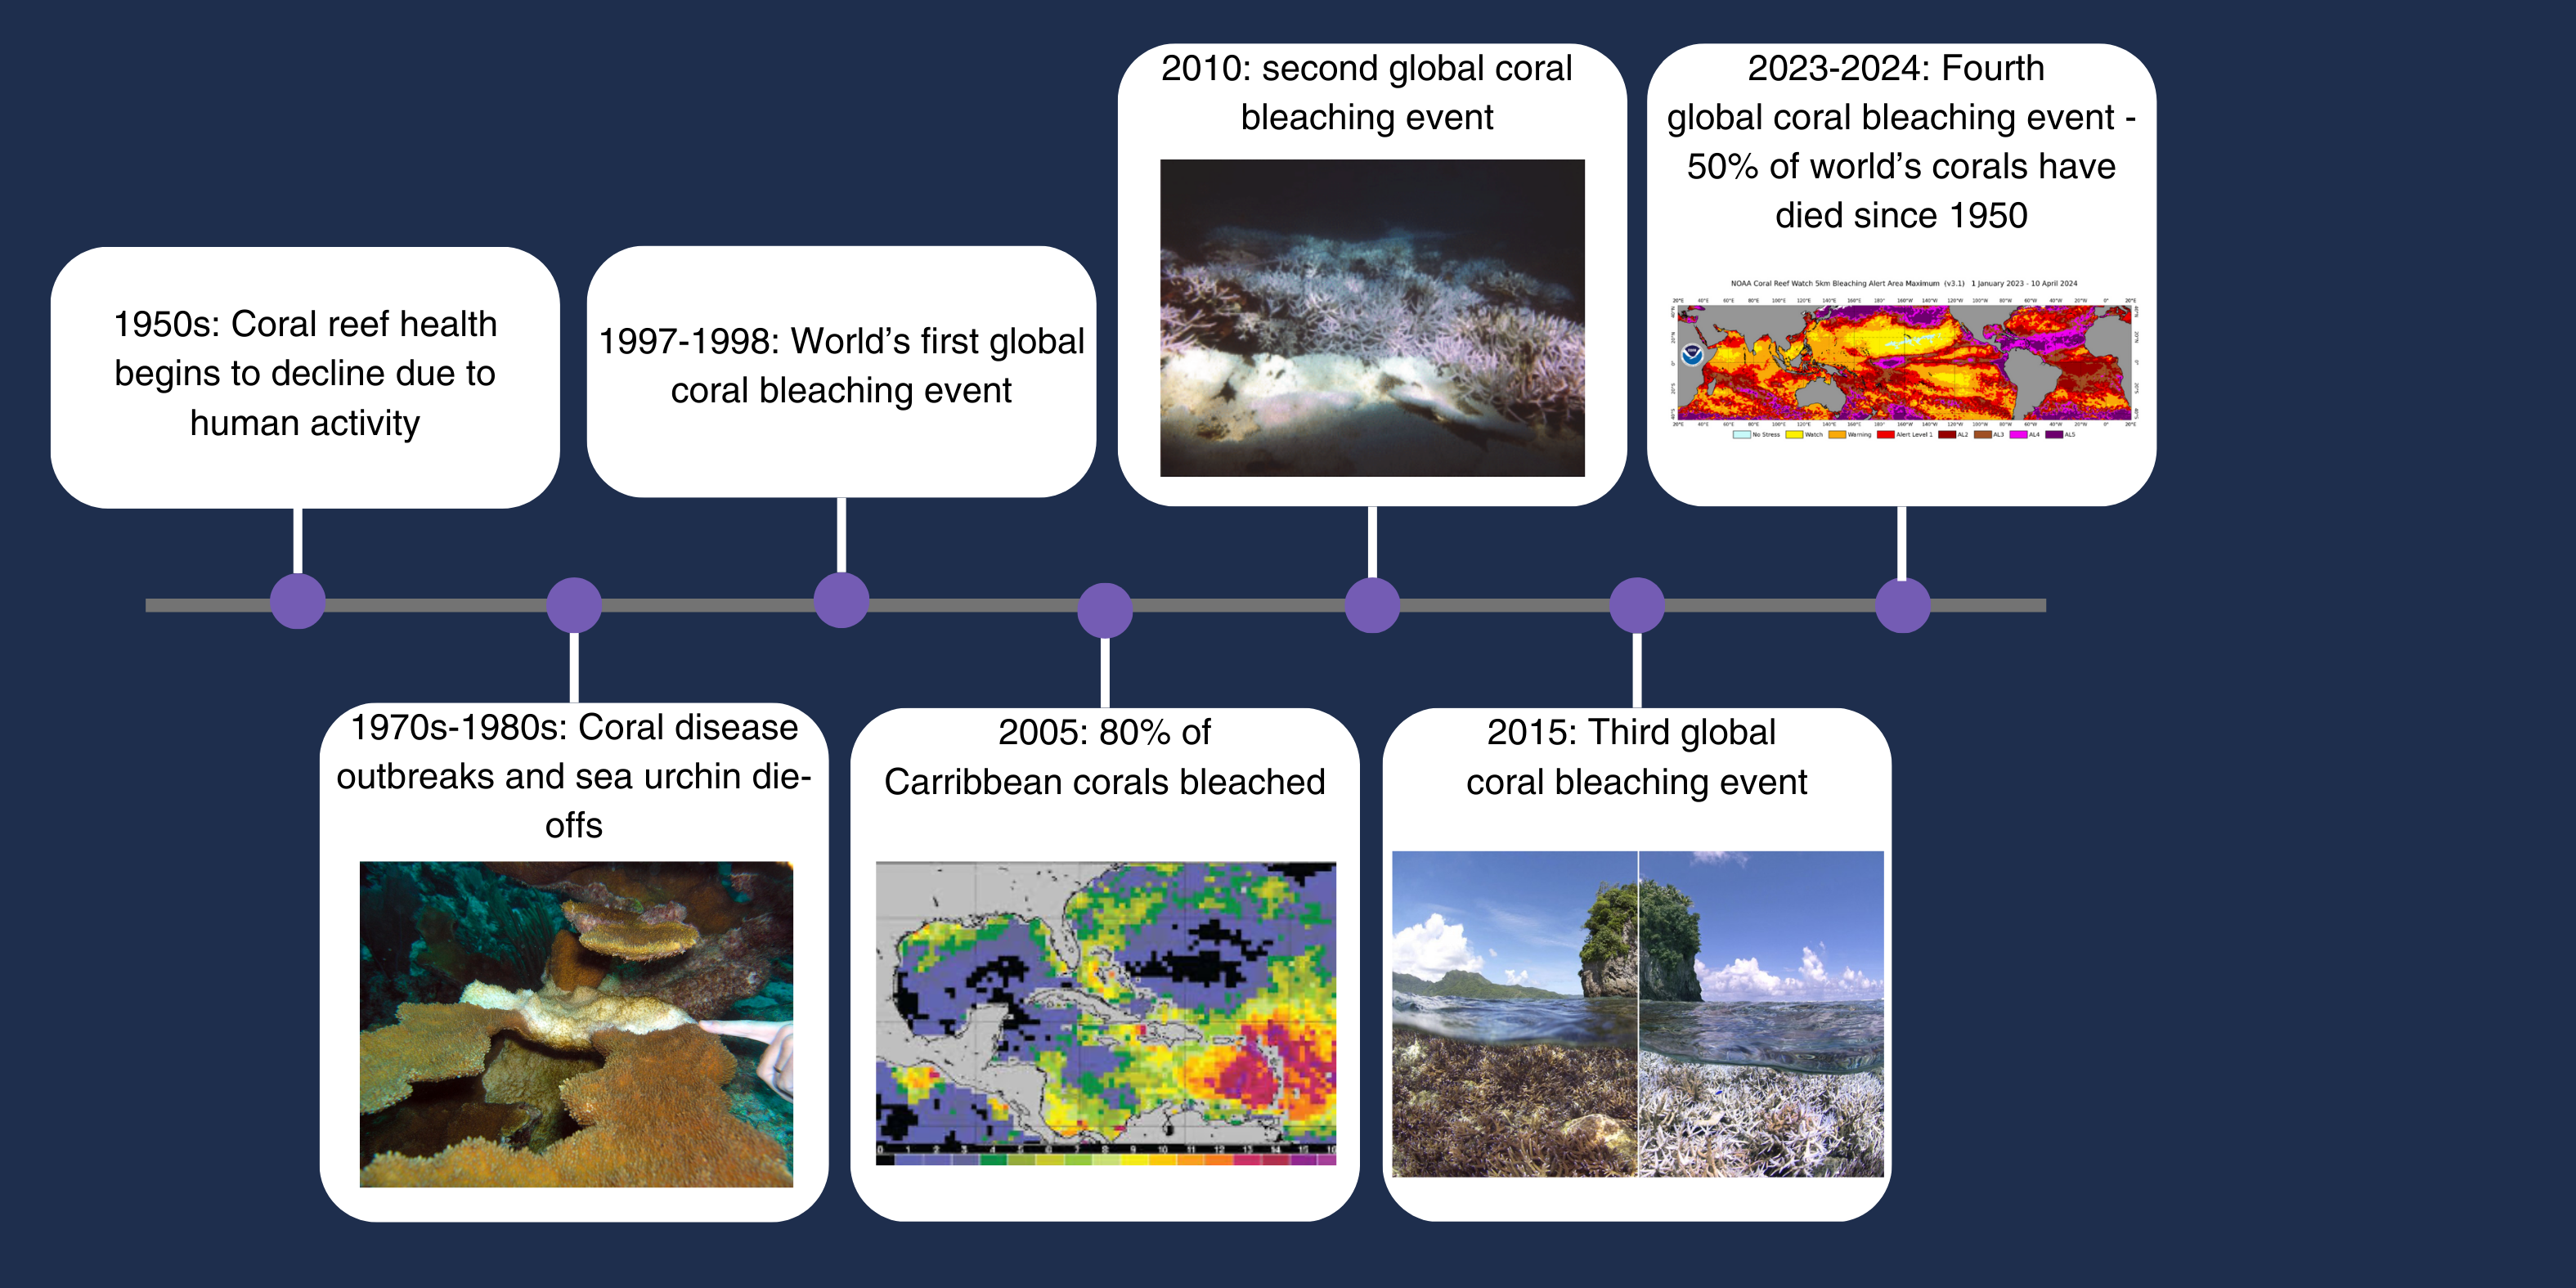 1950s: Coral reef health
begins to decline due to
human activity
1970s-1980s: Coral disease
outbreaks and sea urchin die-
offs
1997-1998: World's first global
coral bleaching event
2005: 80% of
Carribbean corals bleached
2010: second global coral
bleaching event
2015: Third global
coral bleaching event
2023-2024: Fourth
global coral bleaching event -
50% of world's corals have
died since 1950
NOAA Coral Reef Watch 5km Bleaching Alert Area Maximum (v3.1) 1 January 2023 - 10 April 2024
No Stress Watch Warning Alert Level 1 AL2 AL3 AL4 AL5